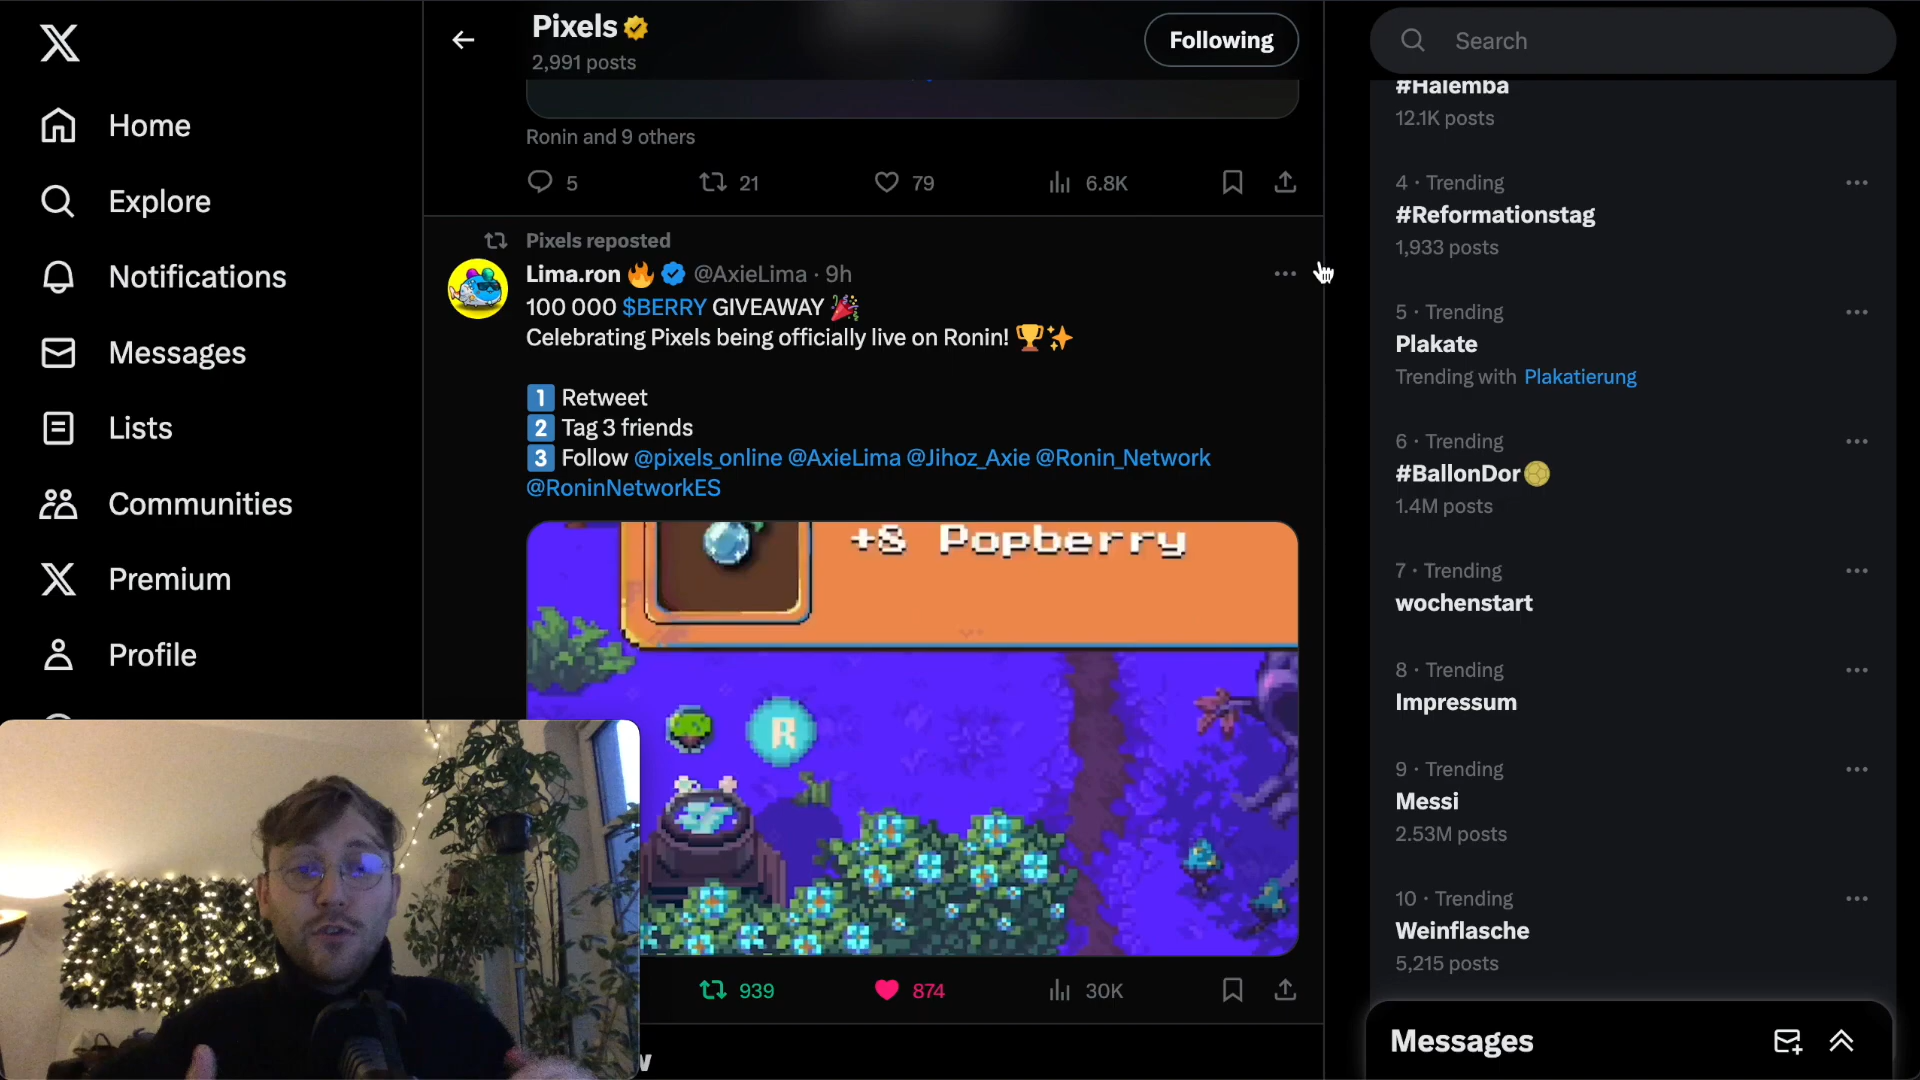 Pixels
2,991 posts
Following
Search
Home
Explore
Notifications
Messages
Lists
Communities
Premium
Profile
Ronin and 9 others
5
21
79
6.8K
Pixels reposted
Lima.ron @AxieLima · 9h
100 000 $BERRY GIVEAWAY
Celebrating Pixels being officially live on Ronin!
1 Retweet
2 Tag 3 friends
3 Follow @pixels_online @AxieLima @Jihoz_Axie @Ronin_Network
@RoninNetworkES
+8 Popberry
R
939
874
30K
#Halemba
12.1K posts
4 · Trending
#Reformationstag
1,933 posts
5 · Trending
Plakate
Trending with Plakatierung
6 · Trending
#BallonDor
1.4M posts
7 · Trending
wochenstart
8 · Trending
Impressum
9 · Trending
Messi
2.53M posts
10 · Trending
Weinflasche
5,215 posts
Messages